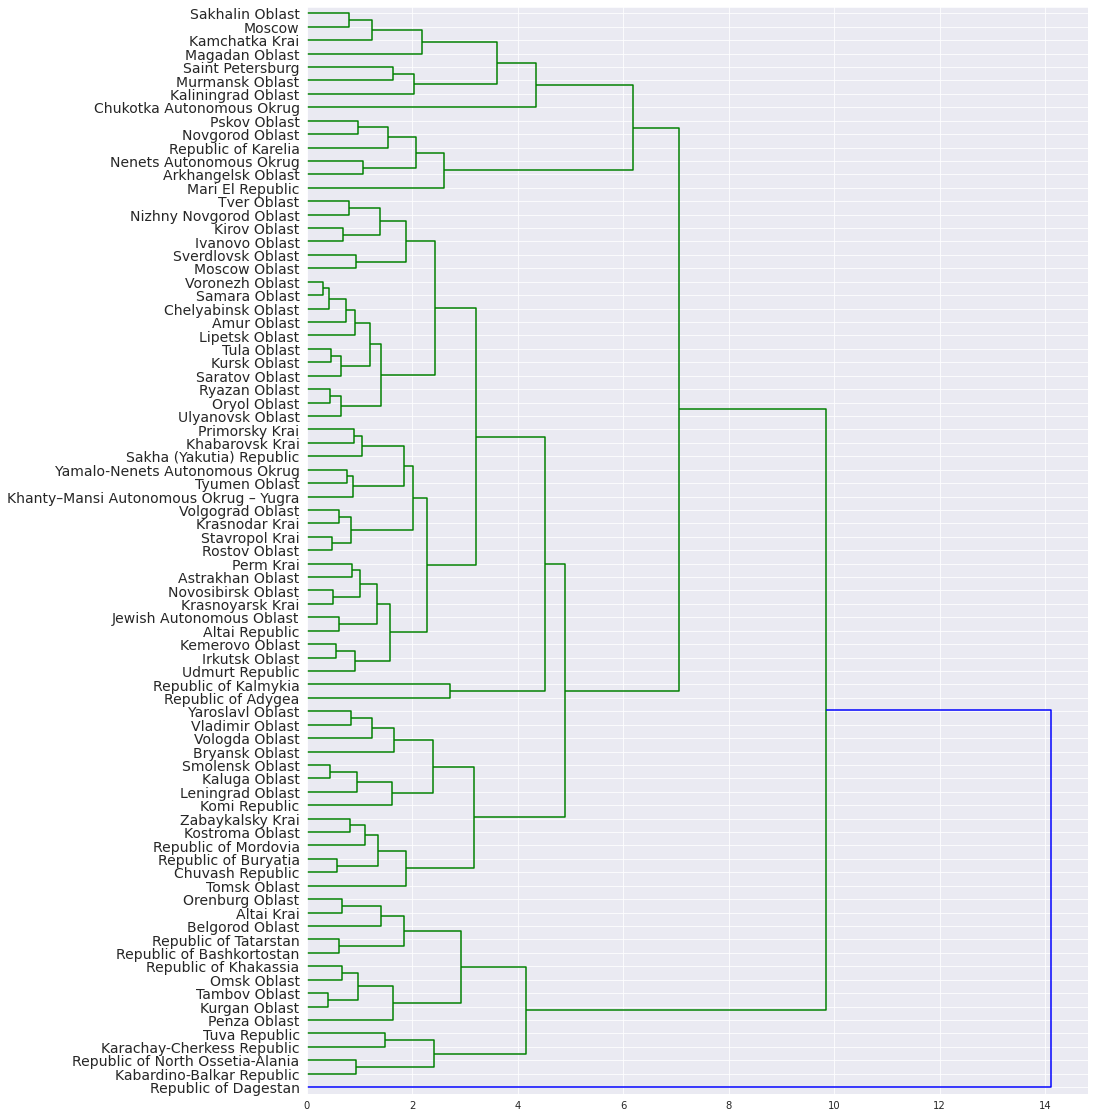 Sakhalin Oblast
Moscow
Kamchatka Krai
Magadan Oblast
Saint Petersburg
Murmansk Oblast
Kaliningrad Oblast
Chukotka Autonomous Okrug
Pskov Oblast
Novgorod Oblast
Republic of Karelia
Nenets Autonomous Okrug
Arkhangelsk Oblast
Mari El Republic
Tver Oblast
Nizhny Novgorod Oblast
Kirov Oblast
Ivanovo Oblast
Sverdlovsk Oblast
Moscow Oblast
Voronezh Oblast
Samara Oblast
Chelyabinsk Oblast
Amur Oblast
Lipetsk Oblast
Tula Oblast
Kursk Oblast
Saratov Oblast
Ryazan Oblast
Oryol Oblast
Ulyanovsk Oblast
Primorsky Krai
Khabarovsk Krai
Sakha (Yakutia) Republic
Yamalo-Nenets Autonomous Okrug
Tyumen Oblast
Khanty–Mansi Autonomous Okrug – Yugra
Volgograd Oblast
Krasnodar Krai
Stavropol Krai
Rostov Oblast
Perm Krai
Astrakhan Oblast
Novosibirsk Oblast
Krasnoyarsk Krai
Jewish Autonomous Oblast
Altai Republic
Kemerovo Oblast
Irkutsk Oblast
Udmurt Republic
Republic of Kalmykia
Republic of Adygea
Yaroslavl Oblast
Vladimir Oblast
Vologda Oblast
Bryansk Oblast
Smolensk Oblast
Kaluga Oblast
Leningrad Oblast
Komi Republic
Zabaykalsky Krai
Kostroma Oblast
Republic of Mordovia
Republic of Buryatia
Chuvash Republic
Tomsk Oblast
Orenburg Oblast
Altai Krai
Belgorod Oblast
Republic of Tatarstan
Republic of Bashkortostan
Republic of Khakassia
Omsk Oblast
Tambov Oblast
Kurgan Oblast
Penza Oblast
Tuva Republic
Karachay-Cherkess Republic
Republic of North Ossetia-Alania
Kabardino-Balkar Republic
Republic of Dagestan
0 2 4 6 8 10 12 14